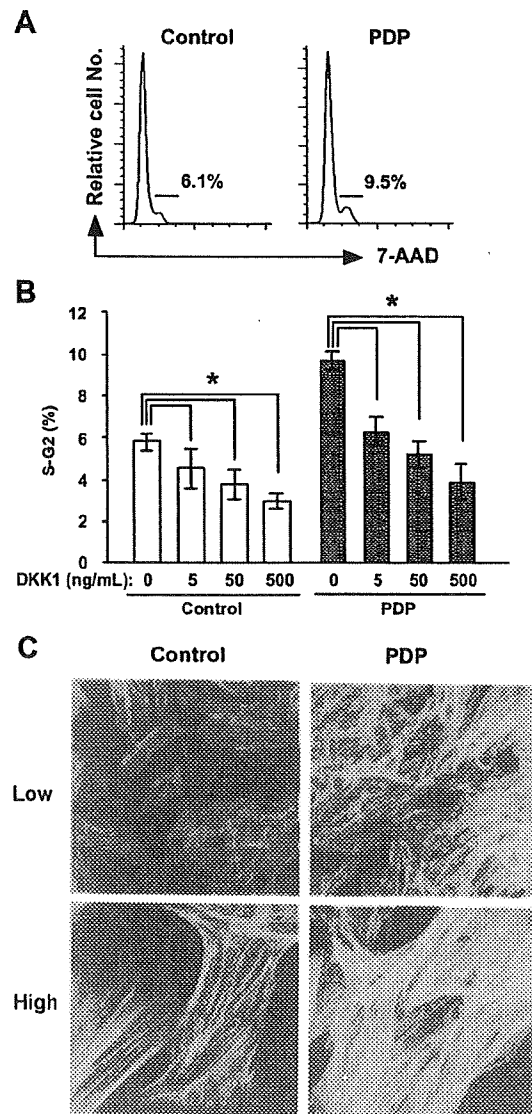 A
Control PDP
Relative cell No.
6.1% 9.5%
7-AAD
B
12
10
8
6
4
2
0
S-G2 (%)
* *
DKK1 (ng/mL): 0 5 50 500 0 5 50 500
Control PDP
C
Control PDP
Low
High